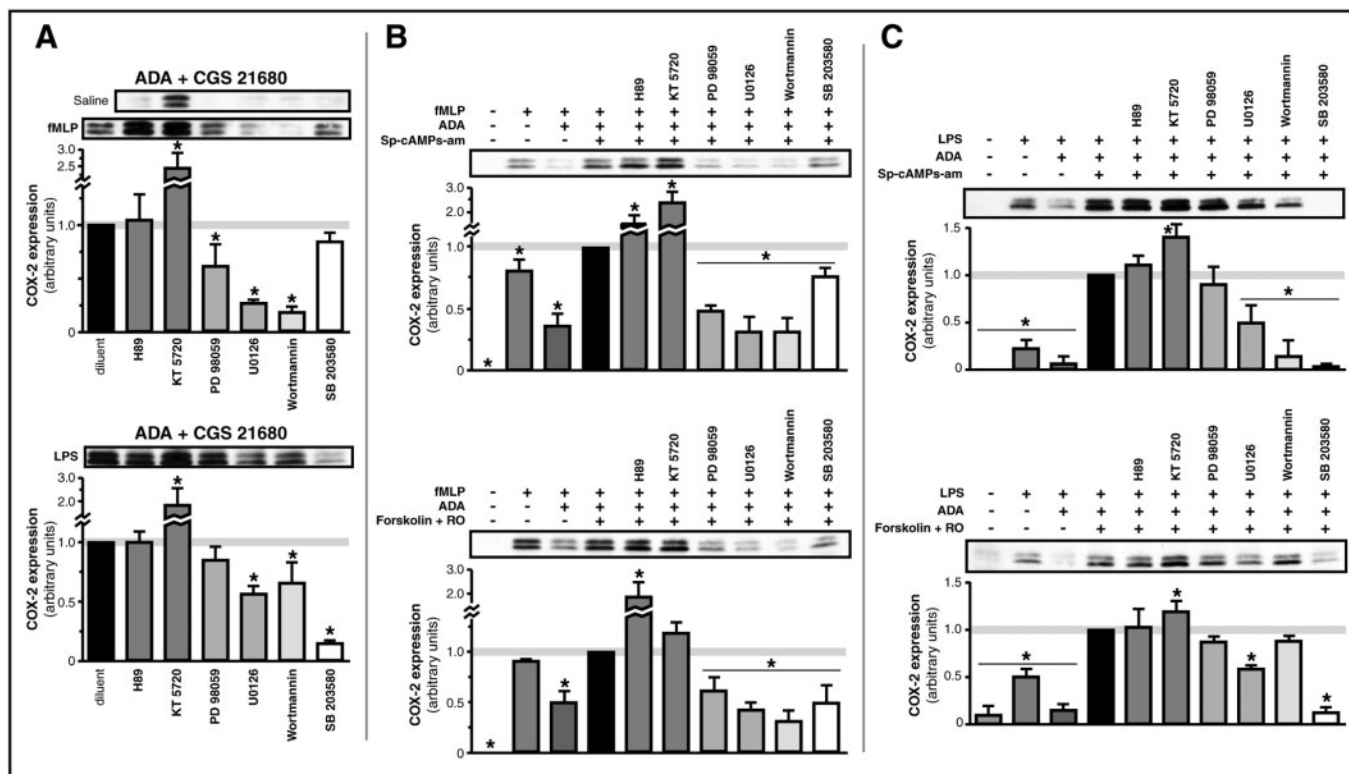 A
ADA + CGS 21680
Saline
fMLP
3.0
2.5
1.0
0.5
0
COX-2 expression
(arbitrary units)
* * * *
diluent H89 KT 5720 PD 98059 U0126 Wortmannin SB 203580
ADA + CGS 21680
LPS
3.0
2.0
1.0
0.5
0
COX-2 expression
(arbitrary units)
* * * *
diluent H89 KT 5720 PD 98059 U0126 Wortmannin SB 203580
B
H89 KT 5720 PD 98059 U0126 Wortmannin SB 203580
fMLP - + + + + + + + + +
ADA - - + + + + + + + +
Sp-cAMPs-am - - - + + + + + + +
3.0
2.0
1.0
0.5
0
COX-2 expression
(arbitrary units)
* * * * * *
H89 KT 5720 PD 98059 U0126 Wortmannin SB 203580
fMLP - + + + + + + + + +
ADA - - + + + + + + + +
Forskolin + RO - - - + + + + + + +
3.0
2.0
1.0
0.5
0
COX-2 expression
(arbitrary units)
* * * *
C
H89 KT 5720 PD 98059 U0126 Wortmannin SB 203580
LPS - + + + + + + + + +
ADA - - + + + + + + + +
Sp-cAMPs-am - - - + + + + + + +
1.5
1.0
0.5
0
COX-2 expression
(arbitrary units)
* * *
H89 KT 5720 PD 98059 U0126 Wortmannin SB 203580
LPS - + + + + + + + + +
ADA - - + + + + + + + +
Forskolin + RO - - - + + + + + + +
1.5
1.0
0.5
0
COX-2 expression
(arbitrary units)
* * * *